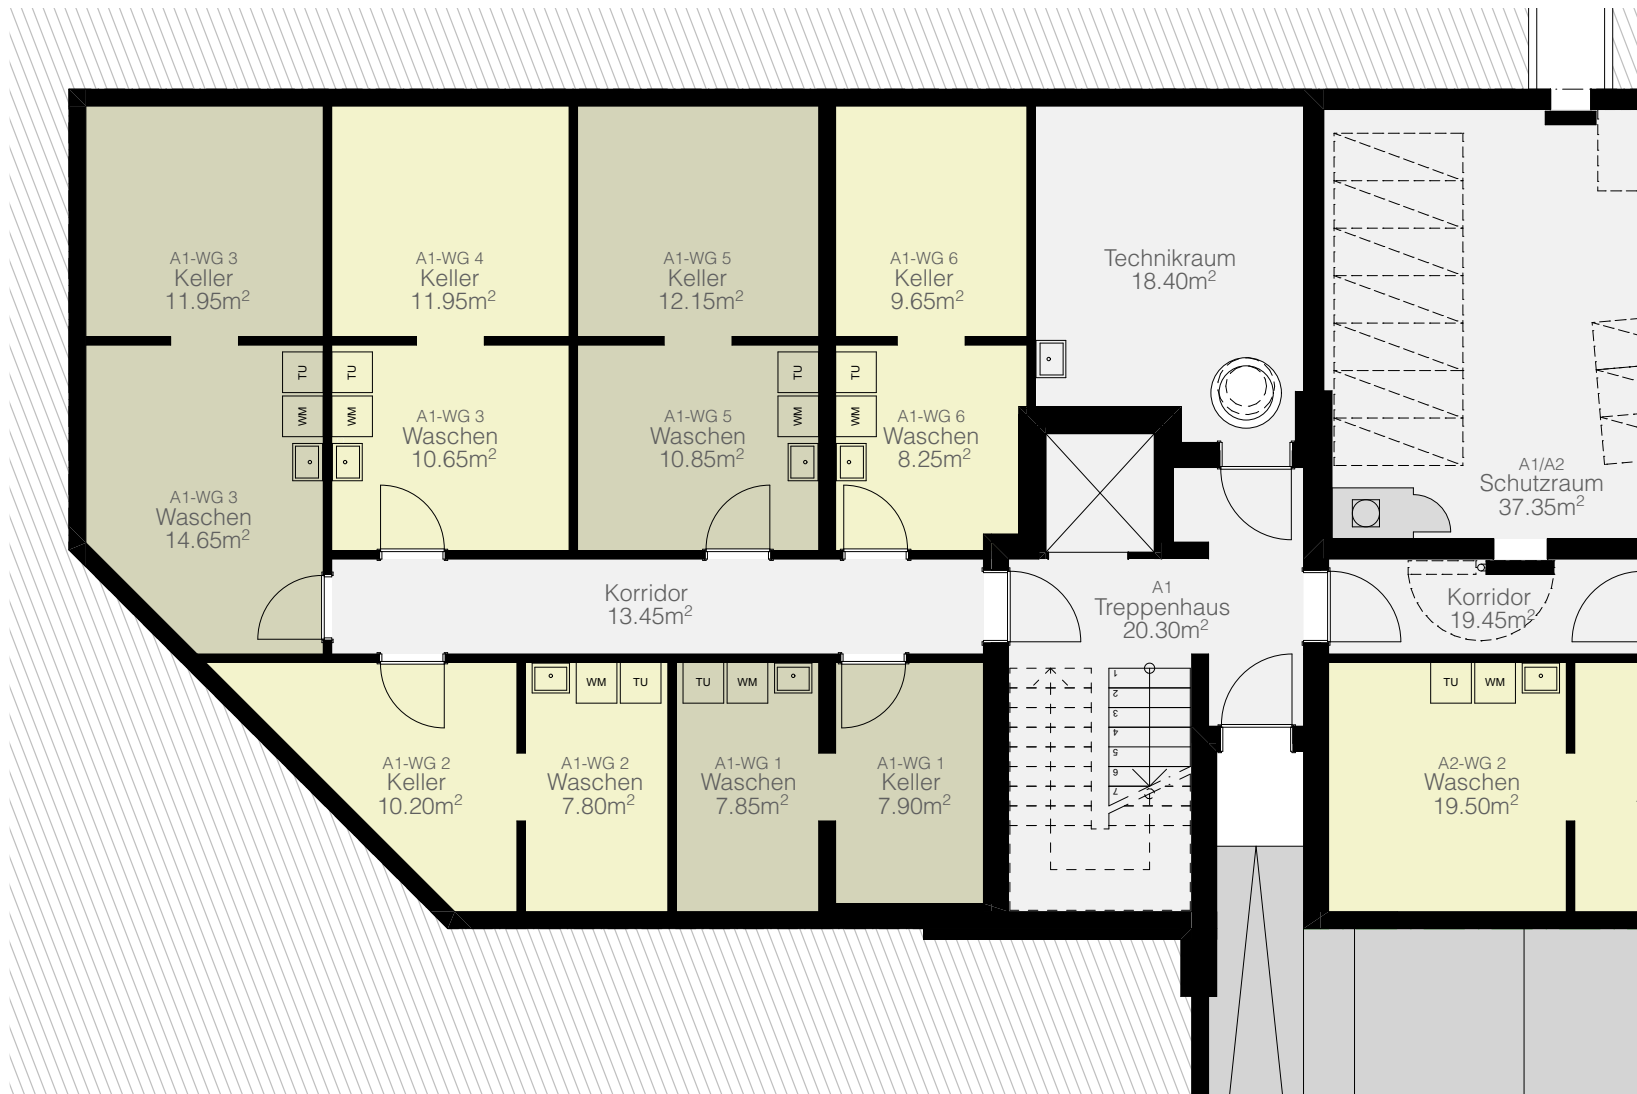 A1-WG 3
Keller
11.95m²
A1-WG 4
Keller
11.95m²
A1-WG 5
Keller
12.15m²
A1-WG 6
Keller
9.65m²
Technikraum
18.40m²
TU
WM
TU
WM
TU
WM
TU
WM
A1-WG 3
Waschen
14.65m²
A1-WG 3
Waschen
10.65m²
A1-WG 5
Waschen
10.85m²
A1-WG 6
Waschen
8.25m²
A1/A2
Schutzraum
37.35m²
Korridor
13.45m²
A1
Treppenhaus
20.30m²
Korridor
19.45m²
WM
TU
TU
WM
TU
WM
1
2
3
4
5
6
7
A1-WG 2
Keller
10.20m²
A1-WG 2
Waschen
7.80m²
A1-WG 1
Waschen
7.85m²
A1-WG 1
Keller
7.90m²
A2-WG 2
Waschen
19.50m²